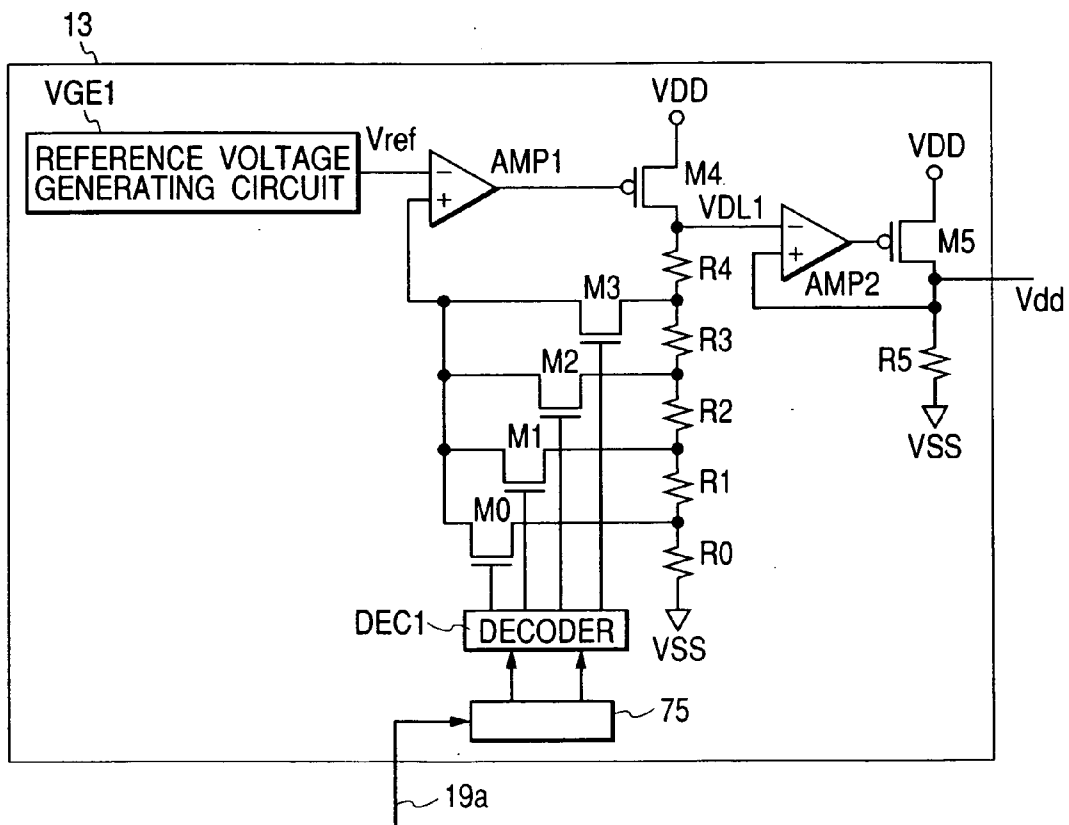 13
VGE1
REFERENCE VOLTAGE
GENERATING CIRCUIT
Vref
AMP1
−
+
VDD
M4
VDL1
VDD
−
+
AMP2
M5
Vdd
R5
VSS
R4
M3
R3
M2
R2
M1
R1
M0
R0
VSS
DEC1
DECODER
75
19a